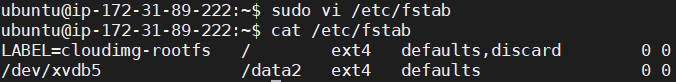 ubuntu@ip-172-31-89-222:~$ sudo vi /etc/fstab
ubuntu@ip-172-31-89-222:~$ cat /etc/fstab
LABEL=cloudimg-rootfs   /        ext4   defaults,discard        0 0
/dev/xvdb5              /data2   ext4   defaults                0 0